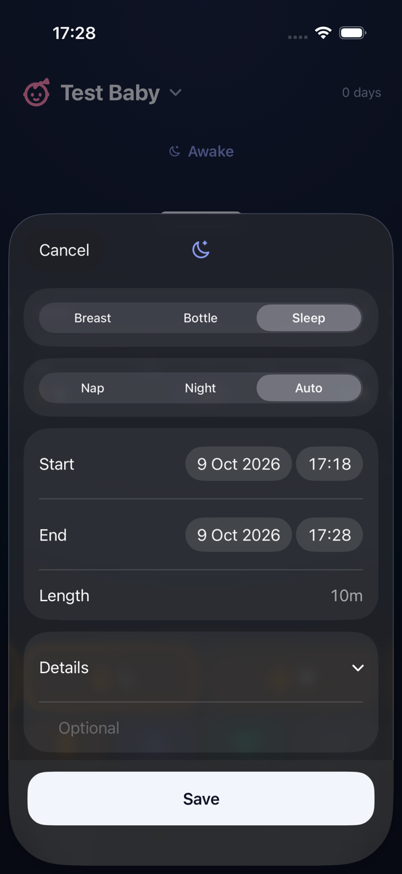 17:28
Test Baby
0 days
Awake
Cancel
Breast Bottle Sleep
Nap Night Auto
Start 9 Oct 2026 17:18
End 9 Oct 2026 17:28
Length 10m
Details
Optional
Save